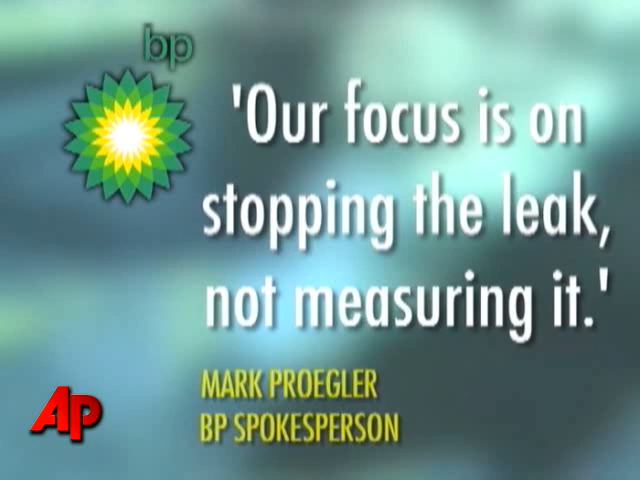 bp
'Our focus is on
stopping the leak,
not measuring it.'
MARK PROEGLER
BP SPOKESPERSON
AP